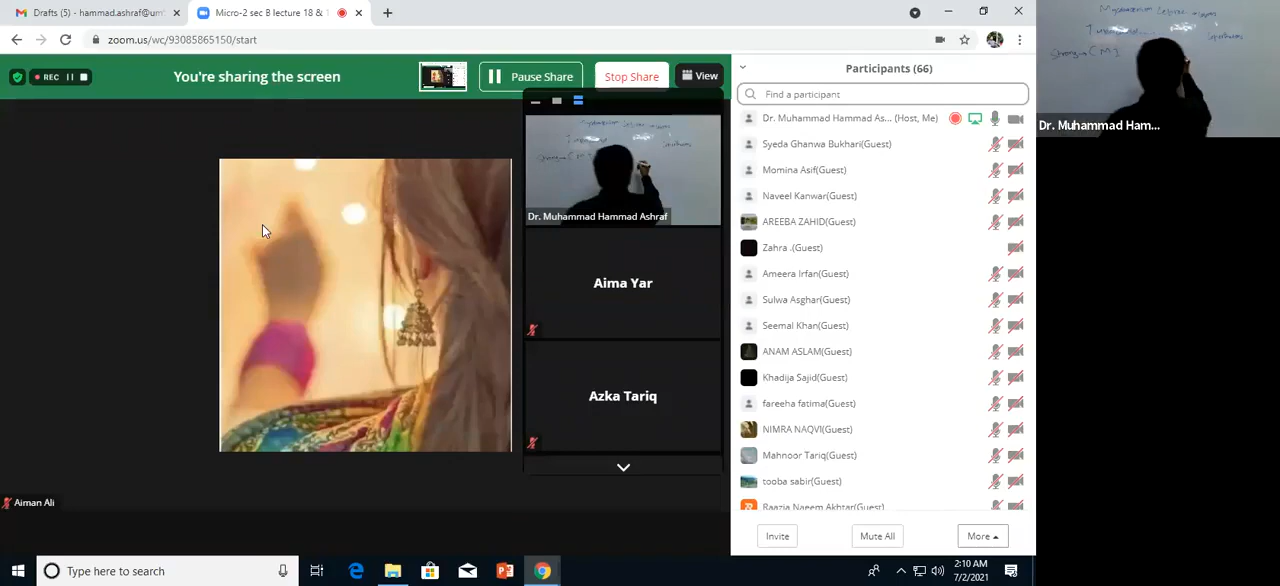 Drafts (5) - hammad.ashraf@um
Micro-2 sec B lecture 18 &
zoom.us/wc/93085865150/start
REC
You're sharing the screen
Pause Share
Stop Share
View
Dr. Muhammad Hammad Ashraf
Aima Yar
Azka Tariq
Aiman Ali
Participants (66)
Find a participant
Dr. Muhammad Hammad As... (Host, Me)
Syeda Ghanwa Bukhari(Guest)
Momina Asif(Guest)
Naveel Kanwar(Guest)
AREEBA ZAHID(Guest)
Zahra .(Guest)
Ameera Irfan(Guest)
Sulwa Asghar(Guest)
Seemal Khan(Guest)
ANAM ASLAM(Guest)
Khadija Sajid(Guest)
fareeha fatima(Guest)
NIMRA NAQVI(Guest)
Mahnoor Tariq(Guest)
tooba sabir(Guest)
Raazia Naeem Akhtar(Guest)
Invite
Mute All
More
Dr. Muhammad Ham...
Type here to search
2:10 AM
7/2/2021